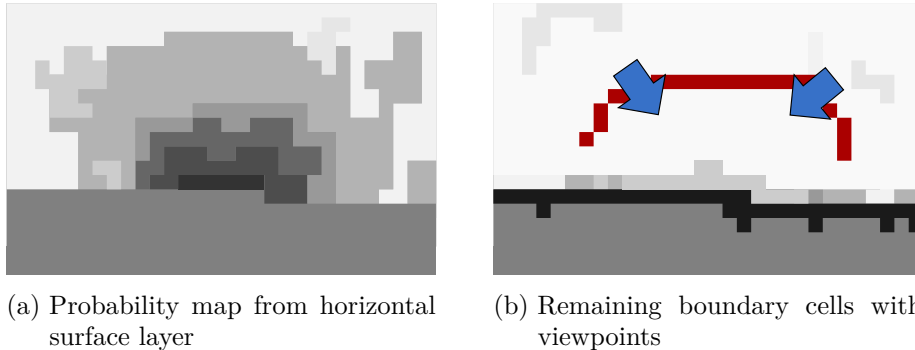 (a) Probability map from horizontal
surface layer
(b) Remaining boundary cells with
viewpoints